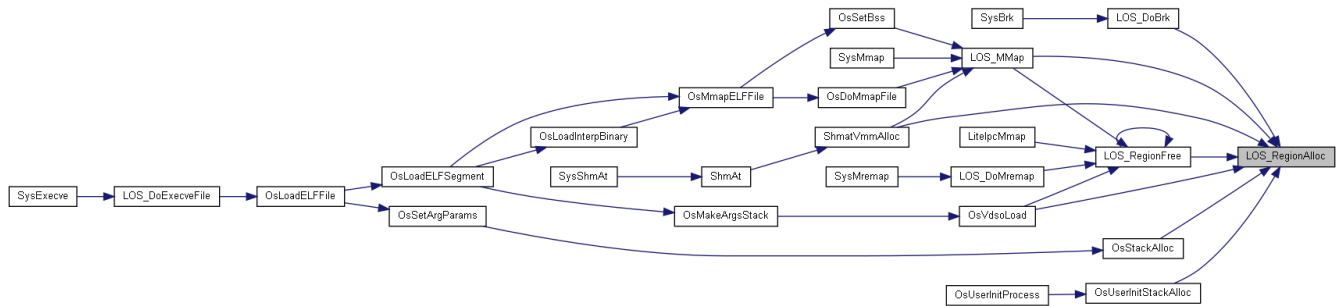 OsSetBss
SysBrk
LOS_DoBrk
SysMmap
LOS_MMap
OsMmapELFFile
OsDoMmapFile
OsLoadInterpBinary
ShmatVmmAlloc
LiteIpcMmap
LOS_RegionFree
LOS_RegionAlloc
OsLoadELFSegment
SysShmAt
ShmAt
SysMremap
LOS_DoMremap
SysExecve
LOS_DoExecveFile
OsLoadELFFile
OsSetArgParams
OsMakeArgsStack
OsVdsoLoad
OsStackAlloc
OsUserInitProcess
OsUserInitStackAlloc